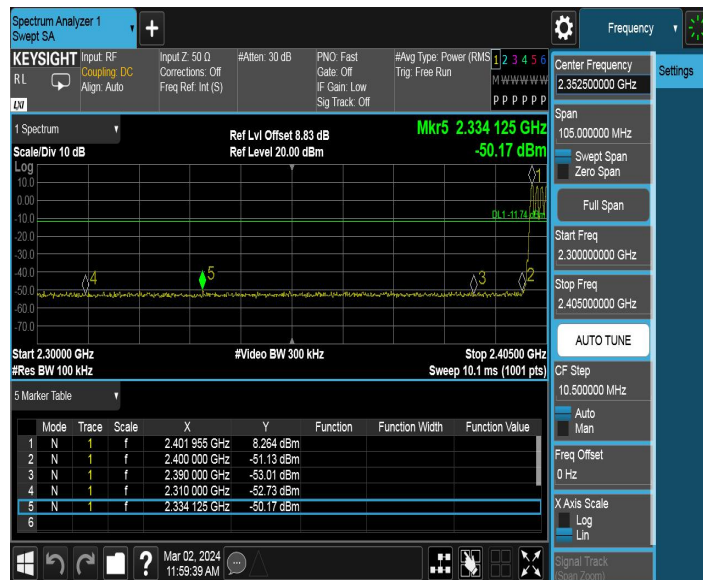 Spectrum Analyzer 1
Swept SA
Frequency
KEYSIGHT
RL
LXI
Input: RF
Coupling: DC
Align: Auto
Input Z: 50 Ω
Corrections: Off
Freq Ref: Int (S)
#Atten: 30 dB
PNO: Fast
Gate: Off
IF Gain: Low
Sig Track: Off
#Avg Type: Power (RMS
Trig: Free Run
1 2 3 4 5 6
M W W W W W
P P P P P P
Settings
Center Frequency
2.352500000 GHz
Span
105.000000 MHz
Swept Span
Zero Span
Full Span
Start Freq
2.300000000 GHz
Stop Freq
2.405000000 GHz
AUTO TUNE
CF Step
10.500000 MHz
Auto
Man
Freq Offset
0 Hz
X Axis Scale
Log
Lin
Signal Track
(Span Zoom)
1 Spectrum
Scale/Div 10 dB
Ref Lvl Offset 8.83 dB
Ref Level 20.00 dBm
Mkr5 2.334 125 GHz
-50.17 dBm
Log
10.0
0.00
-10.0
-20.0
-30.0
-40.0
-50.0
-60.0
-70.0
1
DL1 -11.74 dBm
4
5
3
2
Start 2.30000 GHz
#Res BW 100 kHz
#Video BW 300 kHz
Stop 2.40500 GHz
Sweep 10.1 ms (1001 pts)
5 Marker Table
Mode Trace Scale X Y Function Function Width Function Value
1 N 1 f 2.401 955 GHz 8.264 dBm
2 N 1 f 2.400 000 GHz -51.13 dBm
3 N 1 f 2.390 000 GHz -53.01 dBm
4 N 1 f 2.310 000 GHz -52.73 dBm
5 N 1 f 2.334 125 GHz -50.17 dBm
6
?
Mar 02, 2024
11:59:39 AM